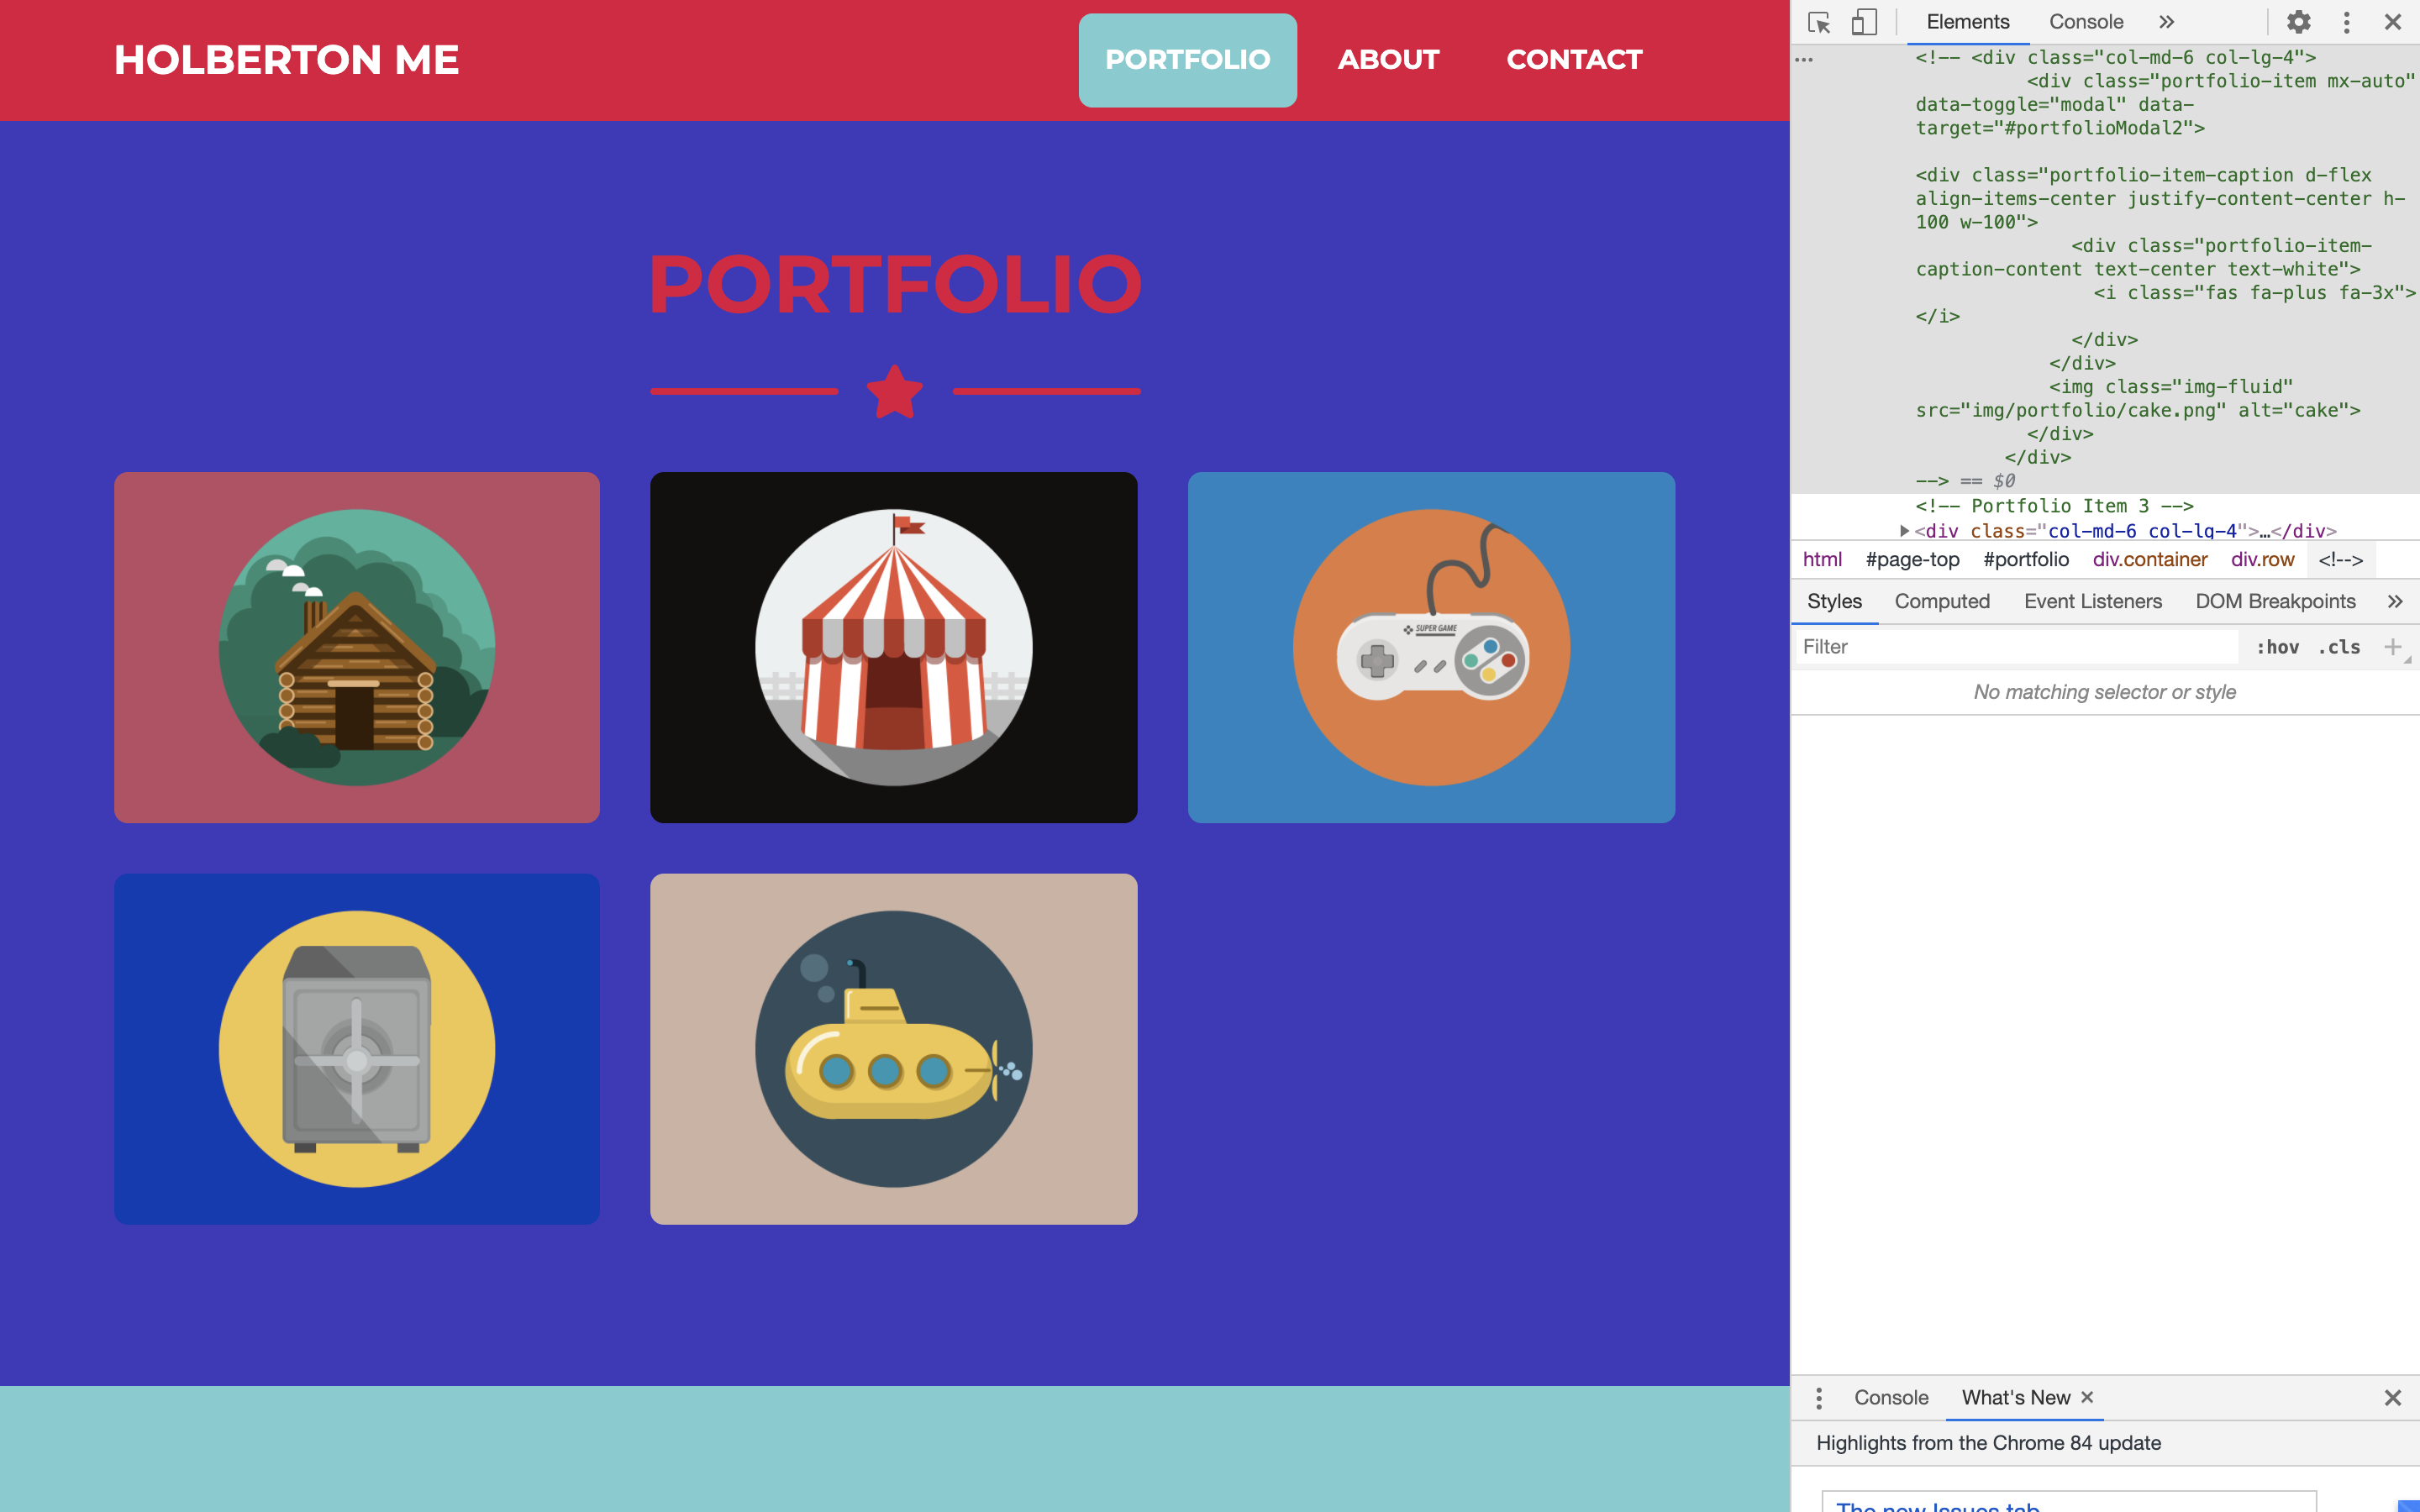 HOLBERTON ME
PORTFOLIO ABOUT CONTACT
PORTFOLIO
SUPER GAME
Elements Console »
<!-- <div class="col-md-6 col-lg-4">
<div class="portfolio-item mx-auto"
data-toggle="modal" data-
target="#portfolioModal2">
<div class="portfolio-item-caption d-flex
align-items-center justify-content-center h-
100 w-100">
<div class="portfolio-item-
caption-content text-center text-white">
<i class="fas fa-plus fa-3x">
</i>
</div>
</div>
<img class="img-fluid"
src="img/portfolio/cake.png" alt="cake">
</div>
</div>
--> == $0
<!-- Portfolio Item 3 -->
<div class="col-md-6 col-lg-4">…</div>
html #page-top #portfolio div.container div.row <!-->
Styles Computed Event Listeners DOM Breakpoints »
Filter :hov .cls +
No matching selector or style
Console What's New ×
Highlights from the Chrome 84 update
The new Issues tab